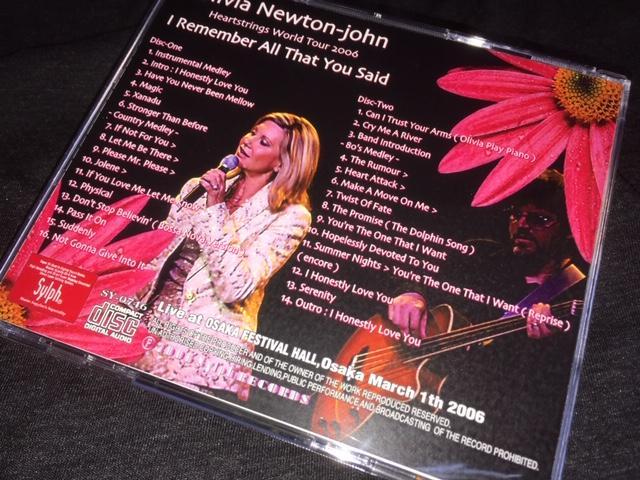 livia Newton-john
Heartstrings World Tour 2006
I Remember All That You Said
Disc-One
1. Instrumental Medley
2. Intro : I Honestly Love You
3. Have You Never Been Mellow
4. Magic
5. Xanadu
6. Stronger Than Before
- Country Medley -
7. If Not For You >
8. Let Me Be There >
9. Please Mr. Please >
10. Jolene >
11. If You Love Me Let Me Know
12. Physical
13. Don't Stop Believin' ( Bossa Nova Version )
14. Pass It On
15. Suddenly
16. Not Gonna Give Into It
Disc-Two
1. Can I Trust Your Arms ( Olivia Play Piano )
2. Cry Me A River
3. Band Introduction
- 80's Medley -
4. The Rumour >
5. Heart Attack >
6. Make A Move On Me >
7. Twist Of Fate
8. The Promise ( The Dolphin Song )
9. You're The One That I Want
10. Hopelessly Devoted To You
11. Summer Nights > You're The One That I Want ( Reprise )
( encore )
12. I Honestly Love You
13. Serenity
14. Outro : I Honestly Love You
Sylph.
SY-0746
COMPACT
disc
DIGITAL AUDIO
Live at OSAKA FESTIVAL HALL, Osaka March 1th 2006
AND OF THE OWNER OF THE WORK REPRODUCED RESERVED.
LENDING, PUBLIC PERFORMANCE AND BROADCASTING OF THE RECORD PROHIBITED.
RECORDS